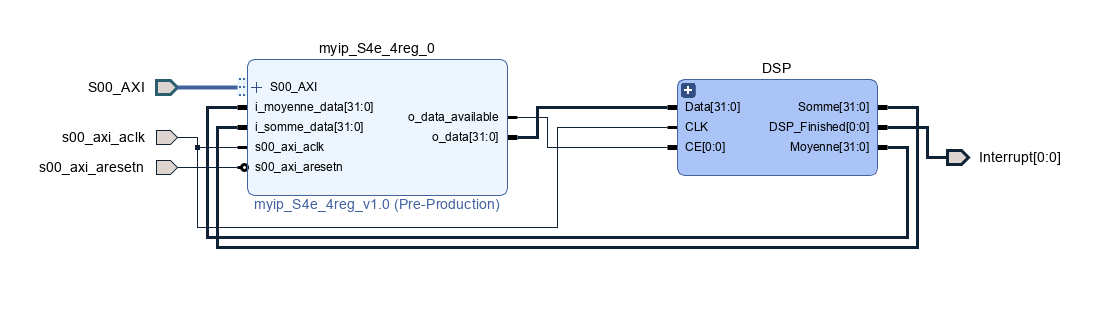 S00_AXI
s00_axi_aclk
s00_axi_aresetn
myip_S4e_4reg_0
S00_AXI
i_moyenne_data[31:0]
i_somme_data[31:0]
s00_axi_aclk
s00_axi_aresetn
o_data_available
o_data[31:0]
myip_S4e_4reg_v1.0 (Pre-Production)
DSP
Data[31:0]
CLK
CE[0:0]
Somme[31:0]
DSP_Finished[0:0]
Moyenne[31:0]
Interrupt[0:0]